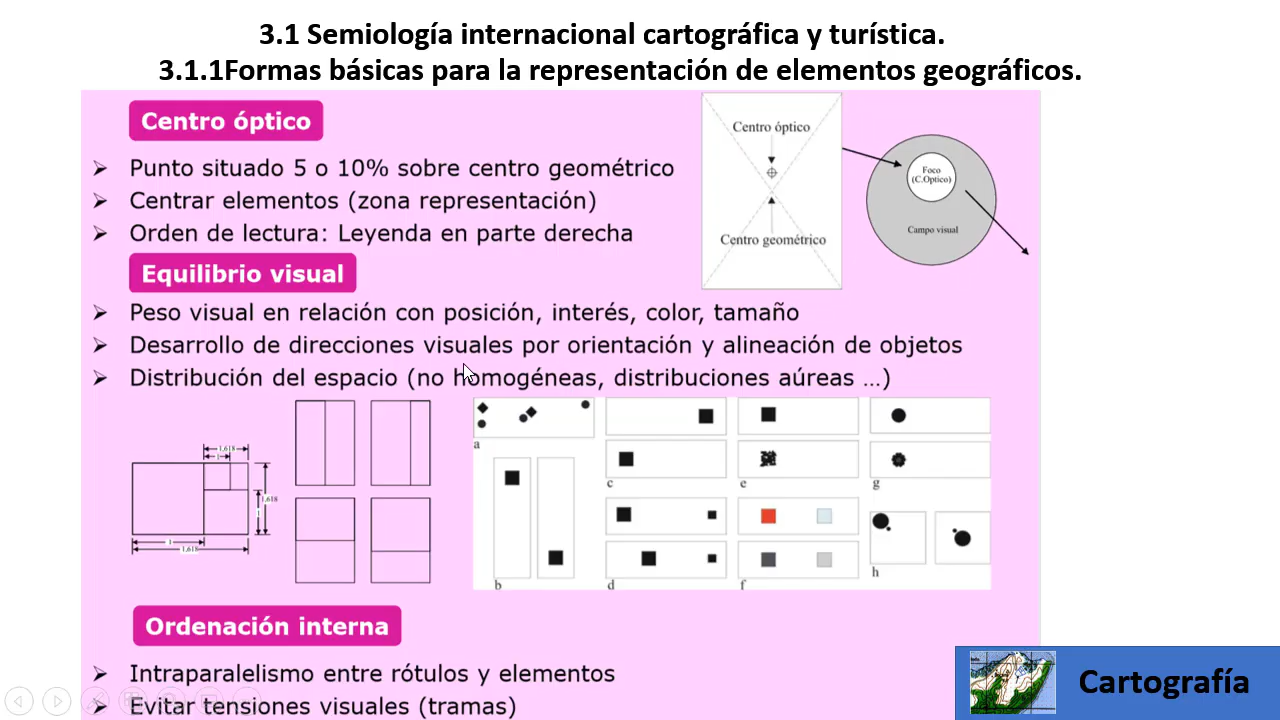 3.1 Semiología internacional cartográfica y turística.
3.1.1Formas básicas para la representación de elementos geográficos.
Centro óptico
Punto situado 5 o 10% sobre centro geométrico
Centrar elementos (zona representación)
Orden de lectura: Leyenda en parte derecha
Centro óptico
Centro geométrico
Foco
(C.Optico)
Campo visual
Equilibrio visual
Peso visual en relación con posición, interés, color, tamaño
Desarrollo de direcciones visuales por orientación y alineación de objetos
Distribución del espacio (no homogéneas, distribuciones aúreas ...)
1,618
1
1,618
1
1
1,618
a
b
c
d
e
f
g
h
Ordenación interna
Intraparalelismo entre rótulos y elementos
Evitar tensiones visuales (tramas)
Cartografía